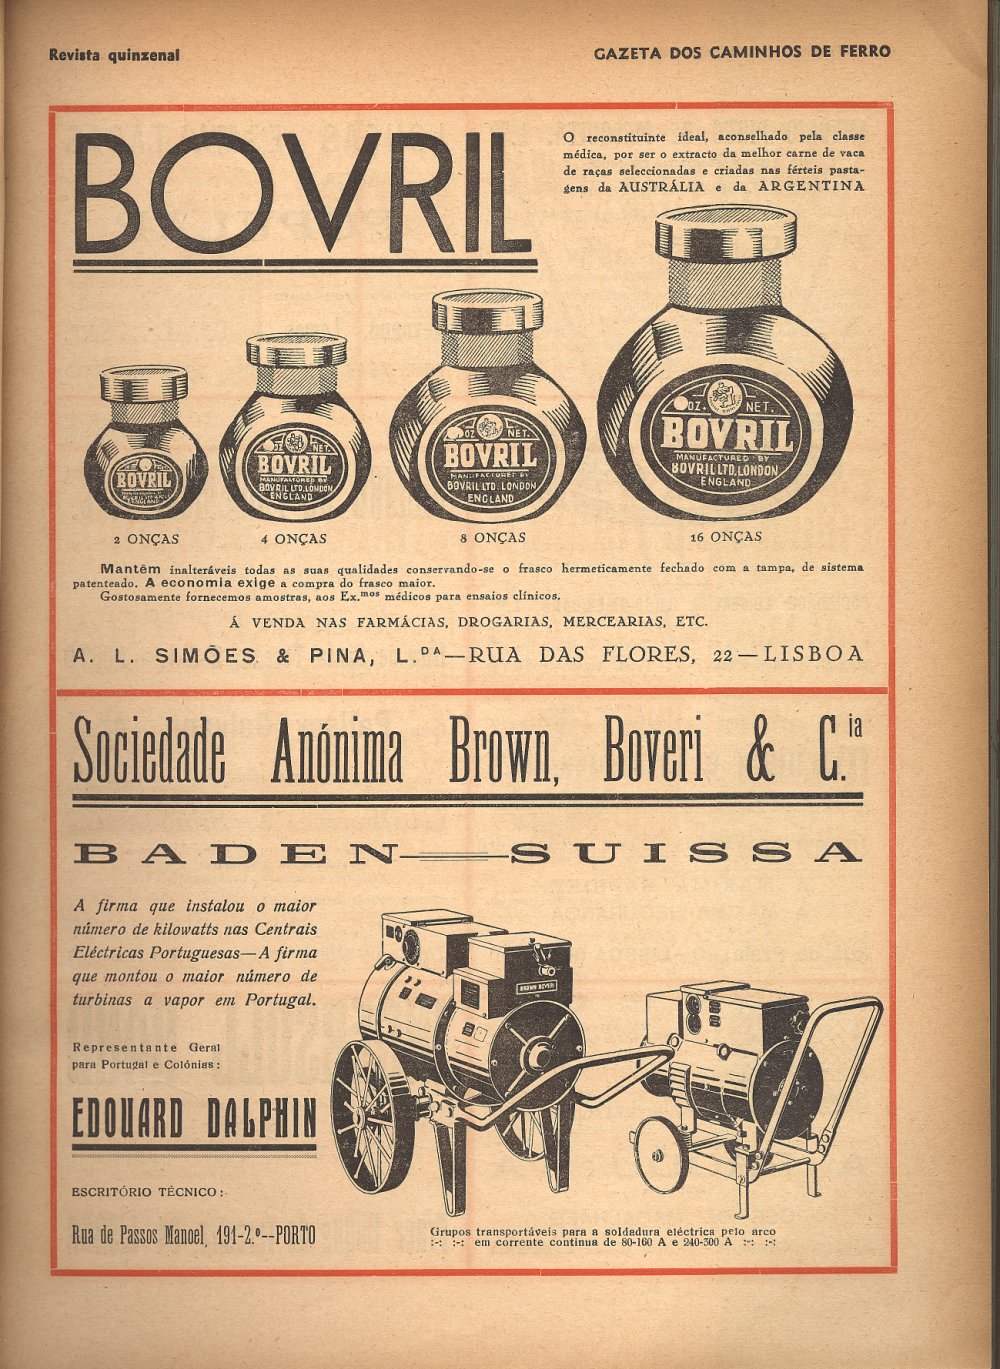 Revista quinzenal
GAZETA DOS CAMINHOS DE FERRO
BOVRIL
O reconstituinte ideal, aconselhado pela classe
médica, por ser o extracto da melhor carne de vaca
de raças seleccionadas e criadas nas férteis pasta-
gens da AUSTRÁLIA e da ARGENTINA
BOVRIL
OZ. NET.
BOVRIL
MANUFACTURED BY
BOVRIL LTD, LONDON
ENGLAND
OZ. NET.
BOVRIL
MANUFACTURED BY
BOVRIL LTD. LONDON
ENGLAND
OZ. NET.
BOVRIL
MANUFACTURED BY
BOVRIL LTD, LONDON
ENGLAND
2 ONÇAS
4 ONÇAS
8 ONÇAS
16 ONÇAS
Mantêm inalteráveis todas as suas qualidades conservando-se o frasco hermeticamente fechado com a tampa, de sistema
patenteado. A economia exige a compra do frasco maior.
Gostosamente fornecemos amostras, aos Ex.mos médicos para ensaios clínicos.
Á VENDA NAS FARMÁCIAS, DROGARIAS, MERCEARIAS, ETC.
A. L. SIMÕES & PINA, L.DA—RUA DAS FLORES, 22—LISBOA
Sociedade Anónima Brown, Boveri & C.ia
BADEN—SUISSA
A firma que instalou o maior
número de kilowatts nas Centrais
Eléctricas Portuguesas—A firma
que montou o maior número de
turbinas a vapor em Portugal.
BROWN BOVERI
Representante Geral
para Portugal e Colónias:
EDOUARD DALPHIN
ESCRITÓRIO TÉCNICO:
Rua de Passos Manoel, 191-2.º--PORTO
Grupos transportáveis para a soldadura eléctrica pelo arco
:-: :-: em corrente continua de 80-160 A e 240-300 A :-: :-: